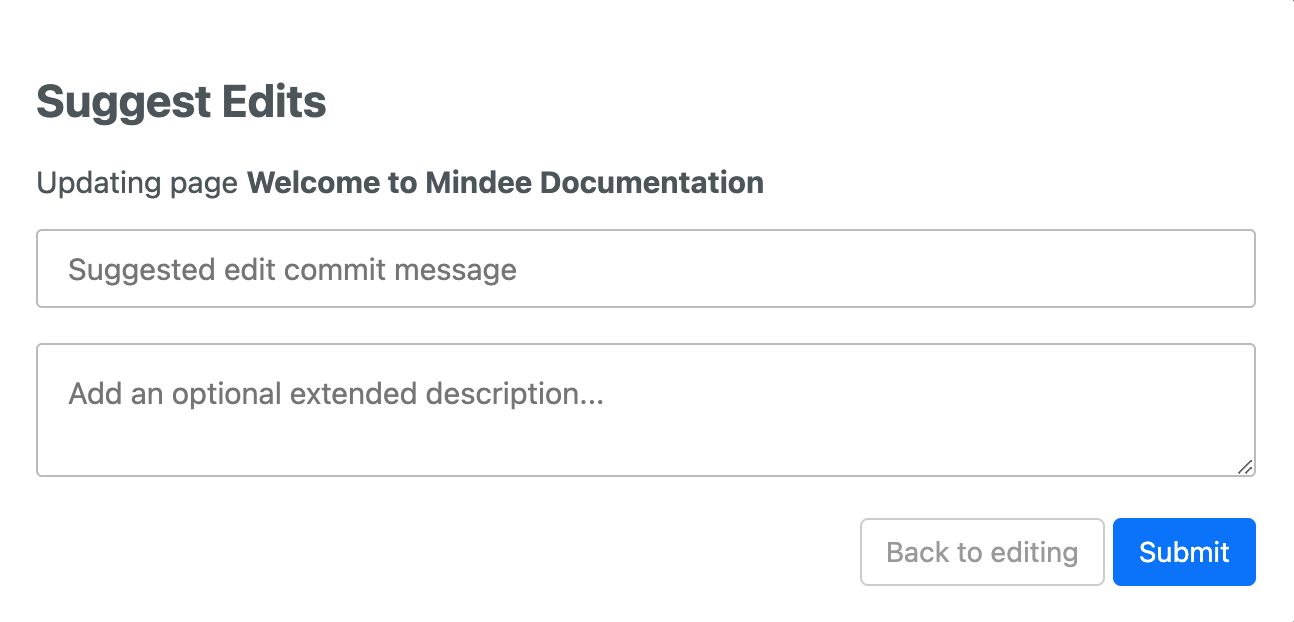 Suggest Edits
Updating page Welcome to Mindee Documentation
Suggested edit commit message
Add an optional extended description...
Back to editing Submit